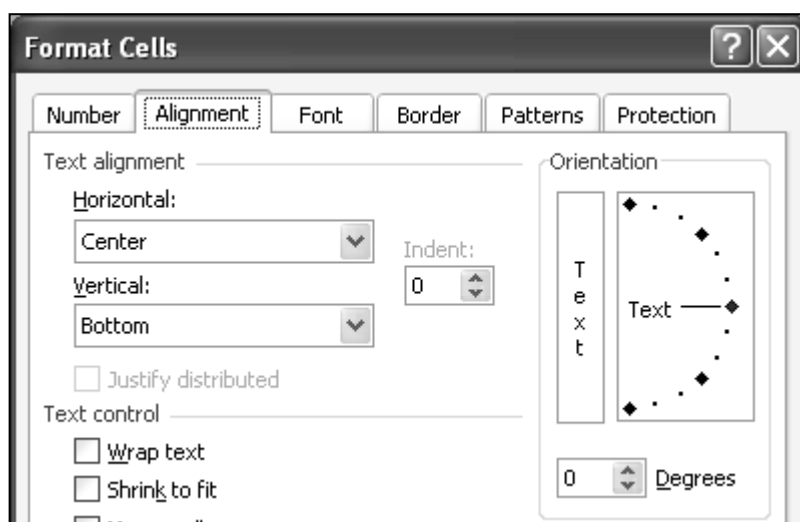 Format Cells
Number Alignment Font Border Patterns Protection
Text alignment
Horizontal:
Center
Indent:
0
Vertical:
Bottom
Justify distributed
Text control
Wrap text
Shrink to fit
Orientation
Text
Text
0 Degrees